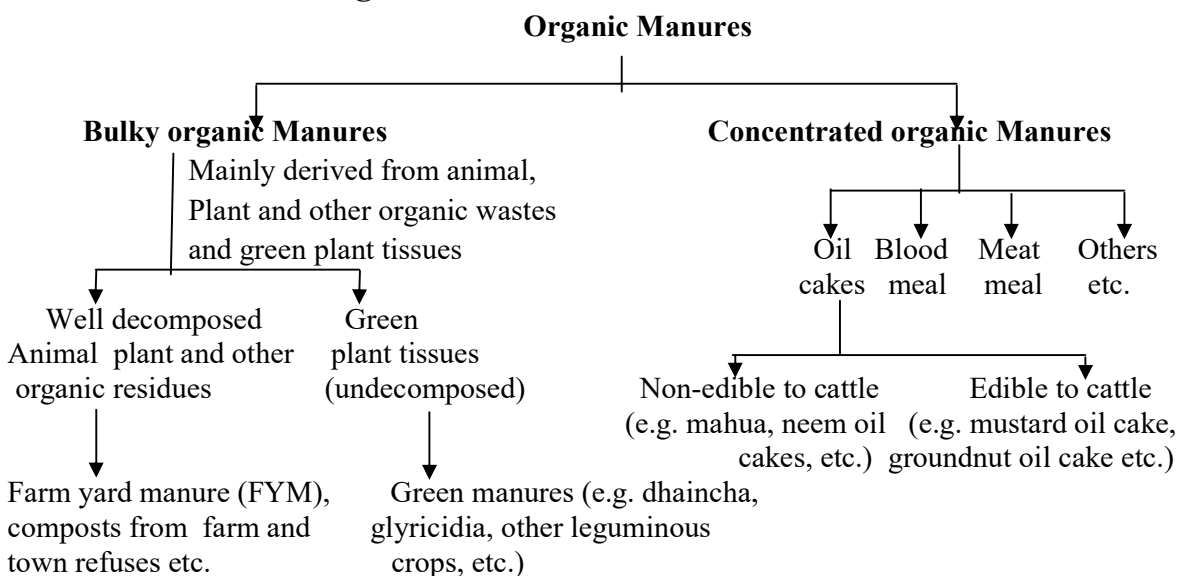 Organic Manures
Bulky organic Manures
Mainly derived from animal,
Plant and other organic wastes
and green plant tissues
Well decomposed
Animal plant and other
organic residues
Green
plant tissues
(undecomposed)
Farm yard manure (FYM),
composts from farm and
town refuses etc.
Green manures (e.g. dhaincha,
glyricidia, other leguminous
crops, etc.)
Concentrated organic Manures
Oil
cakes
Blood
meal
Meat
meal
Others
etc.
Non-edible to cattle
(e.g. mahua, neem oil
cakes, etc.)
Edible to cattle
(e.g. mustard oil cake,
groundnut oil cake etc.)